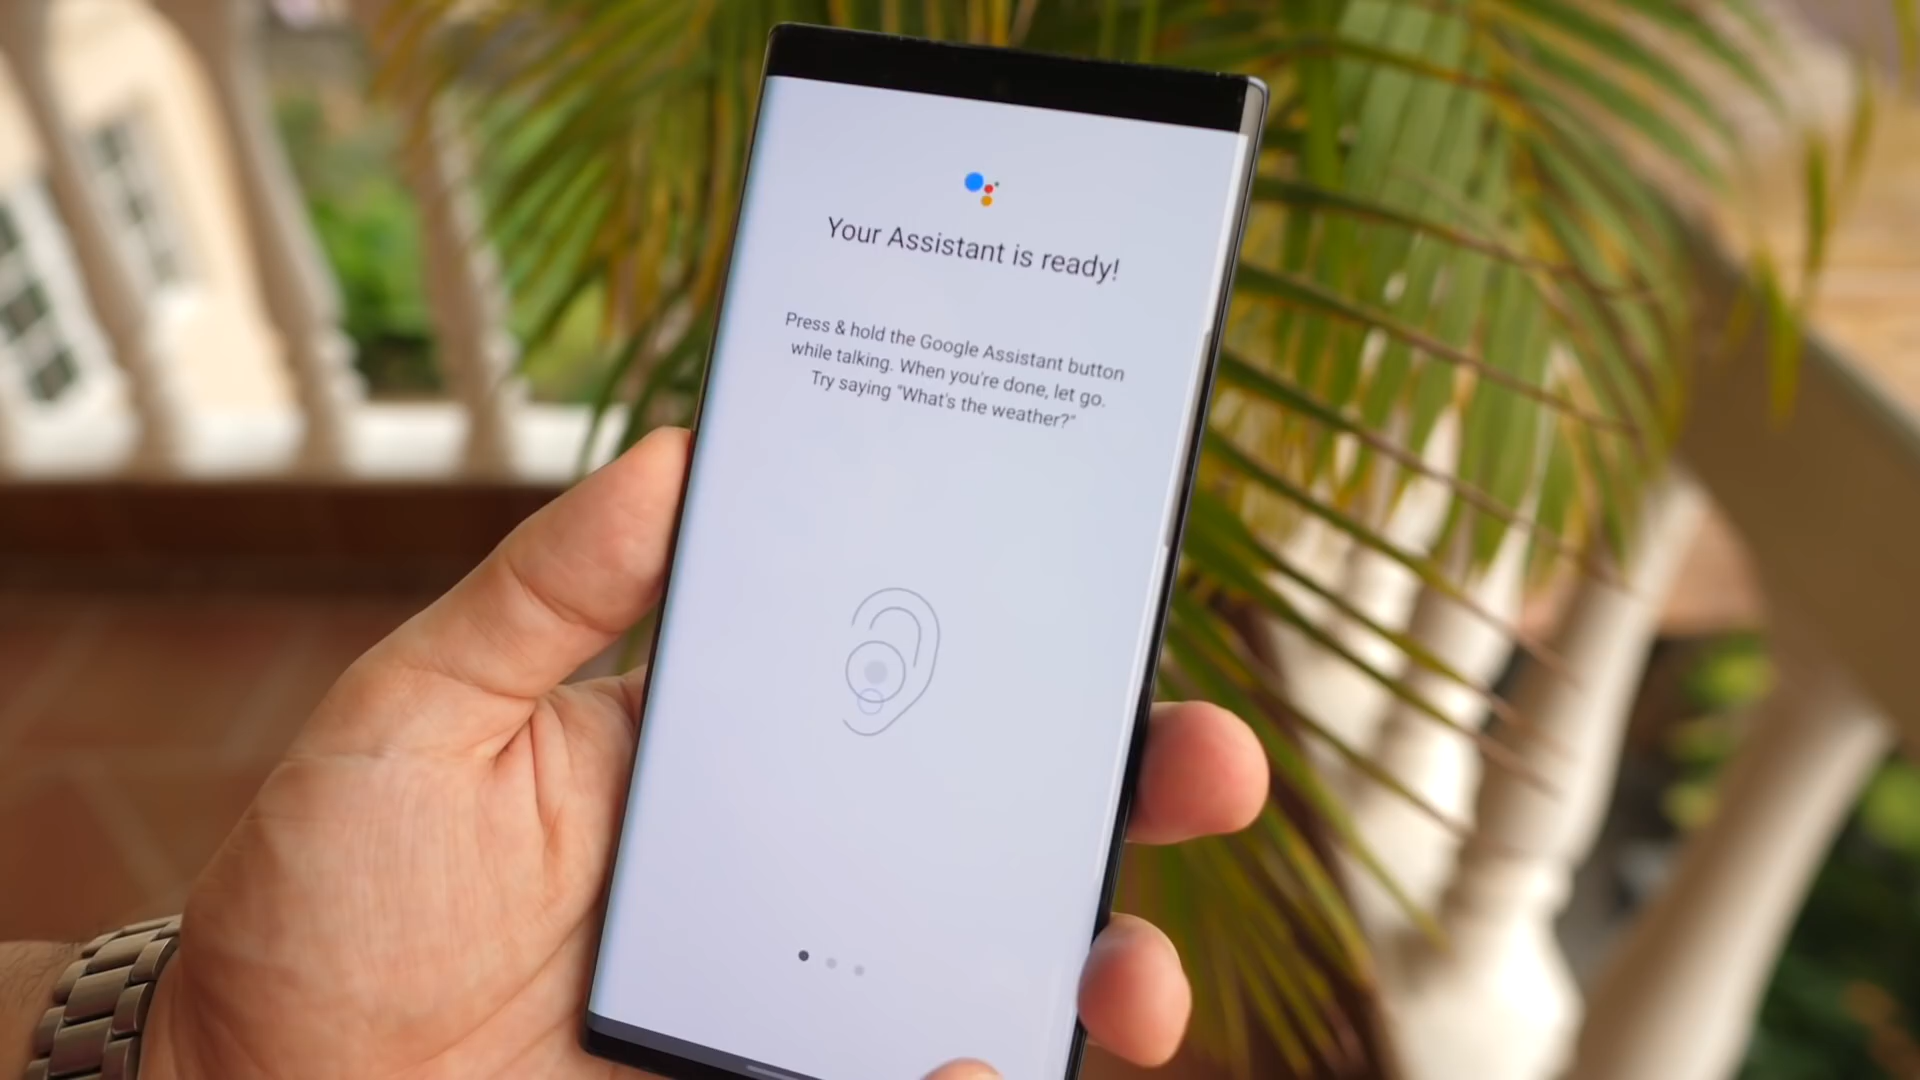 Your Assistant is ready!
Press & hold the Google Assistant button
while talking. When you're done, let go.
Try saying "What's the weather?"